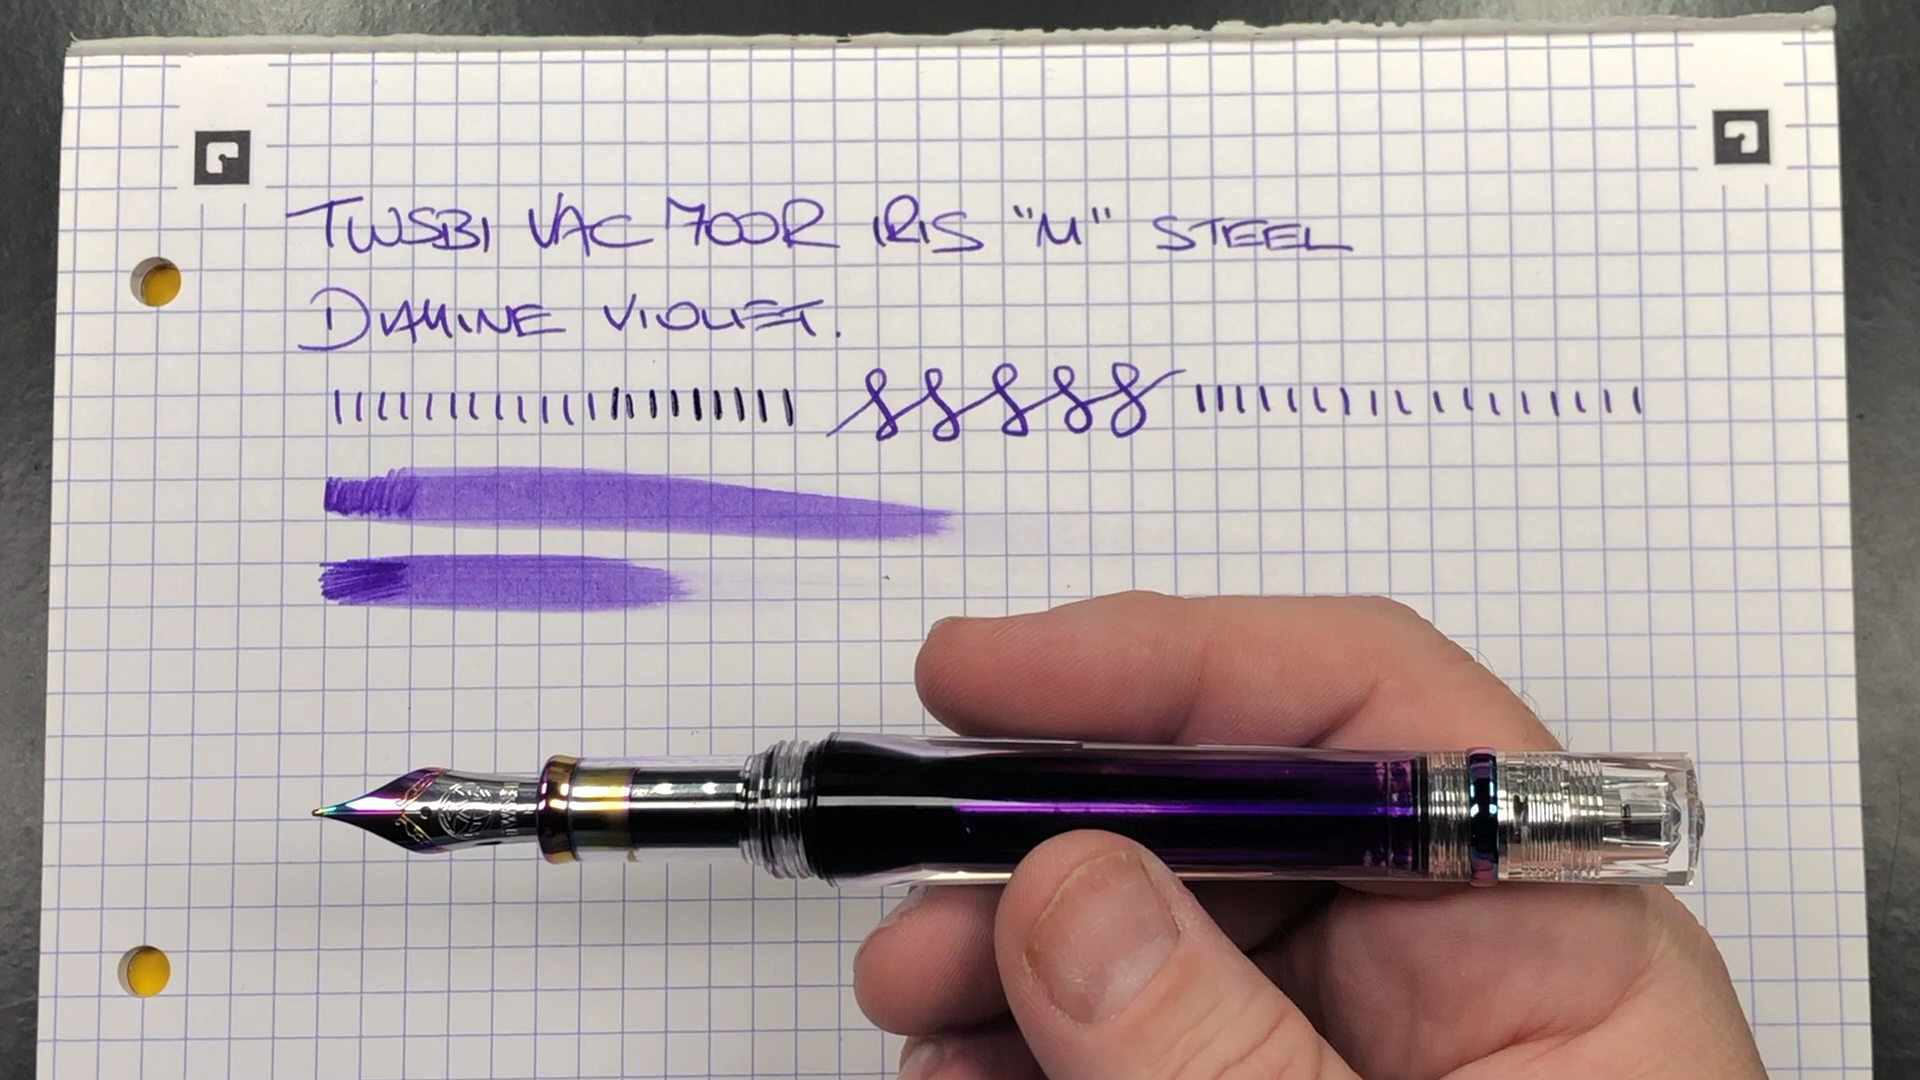 TWSBI VAC 700R IRIS "M" STEEL
DIAMINE VIOLET.